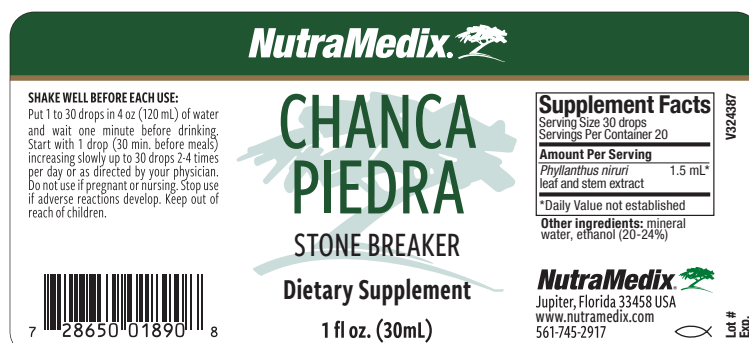 NutraMedix.
SHAKE WELL BEFORE EACH USE:
Put 1 to 30 drops in 4 oz (120 mL) of water
and wait one minute before drinking.
Start with 1 drop (30 min. before meals)
increasing slowly up to 30 drops 2-4 times
per day or as directed by your physician.
Do not use if pregnant or nursing. Stop use
if adverse reactions develop. Keep out of
reach of children.
7 28650 01890 8
CHANCA
PIEDRA
STONE BREAKER
Dietary Supplement
1 fl oz. (30mL)
Supplement Facts
Serving Size 30 drops
Servings Per Container 20
Amount Per Serving
Phyllanthus niruri 1.5 mL*
leaf and stem extract
*Daily Value not established
Other ingredients: mineral
water, ethanol (20-24%)
NutraMedix.
Jupiter, Florida 33458 USA
www.nutramedix.com
561-745-2917
V324387
Lot #
Exp.